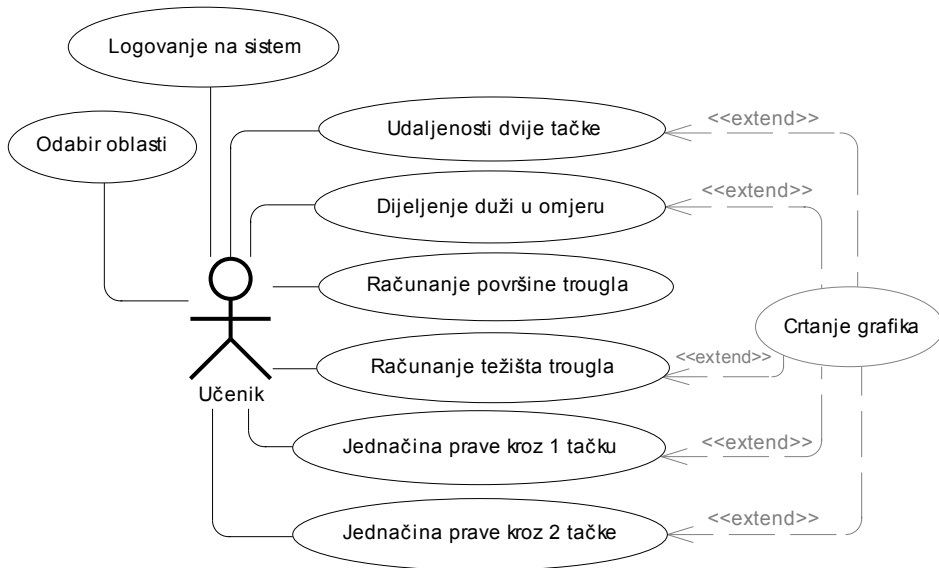 Logovanje na sistem
Odabir oblasti
Udaljenosti dvije tačke
<<extend>>
Dijeljenje duži u omjeru
<<extend>>
Računanje površine trougla
Crtanje grafika
Računanje težišta trougla
<<extend>>
Učenik
Jednačina prave kroz 1 tačku
<<extend>>
Jednačina prave kroz 2 tačke
<<extend>>